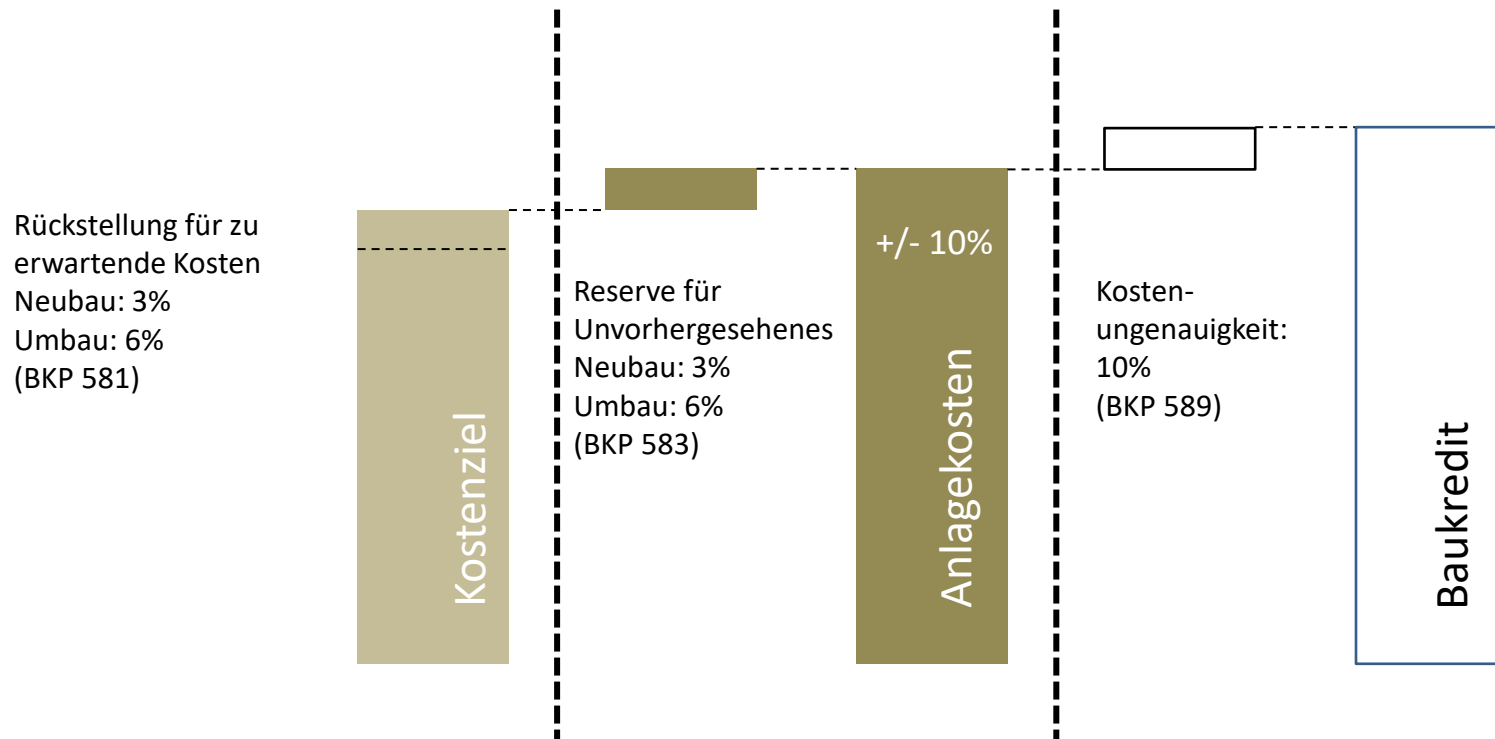 Rückstellung für zu
erwartende Kosten
Neubau: 3%
Umbau: 6%
(BKP 581)
Kostenziel
Reserve für
Unvorhergesehenes
Neubau: 3%
Umbau: 6%
(BKP 583)
+/- 10%
Anlagekosten
Kosten-
ungenauigkeit:
10%
(BKP 589)
Baukredit